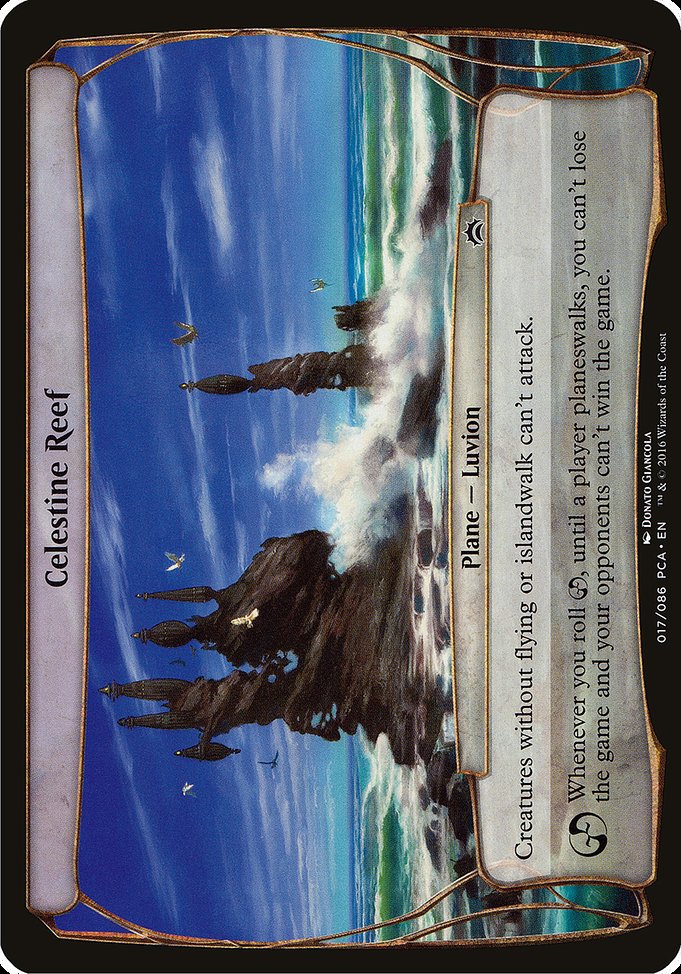 Celestine Reef
Plane — Luvion
Creatures without flying or islandwalk can't attack.
Whenever you roll , until a player planeswalks, you can't lose
the game and your opponents can't win the game.
Donato Giancola
017/086 PCA • EN ™ & © 2016 Wizards of the Coast